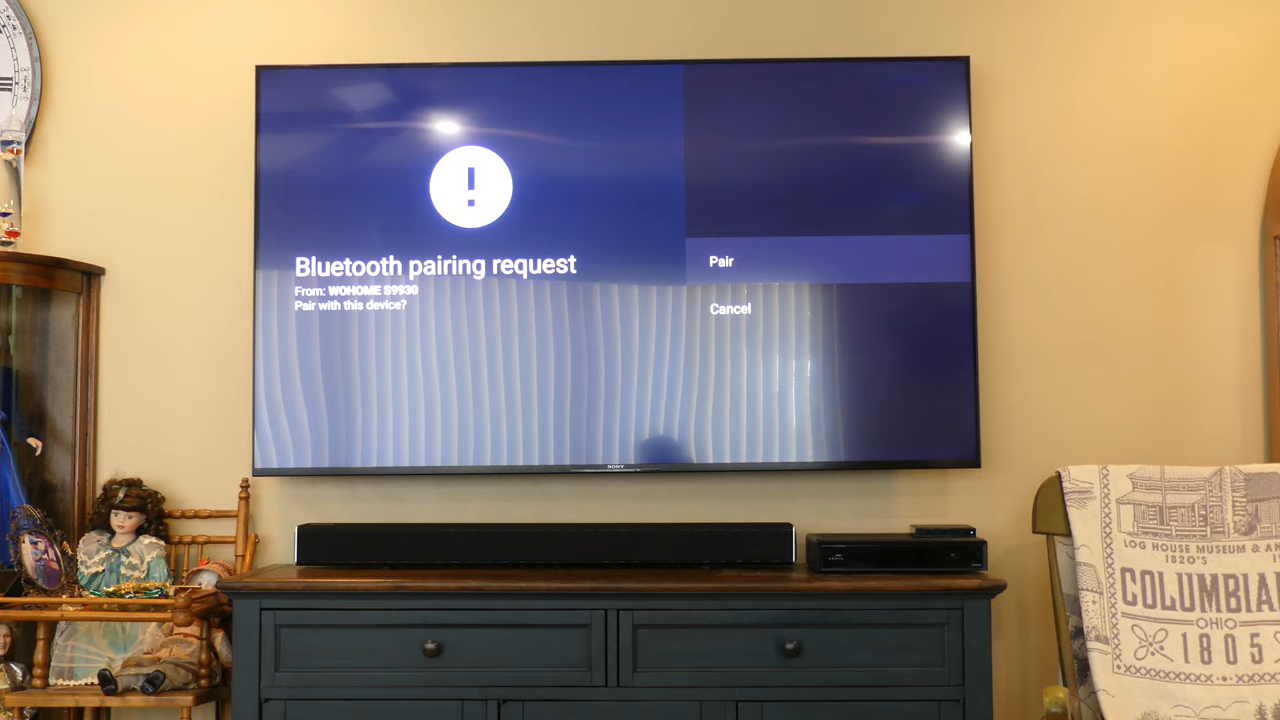 Bluetooth pairing request
From: WOHOME S9930
Pair with this device?
Pair
Cancel
SONY
LOG HOUSE MUSEUM & 
1820'S
COLUMBIA
OHIO
1805